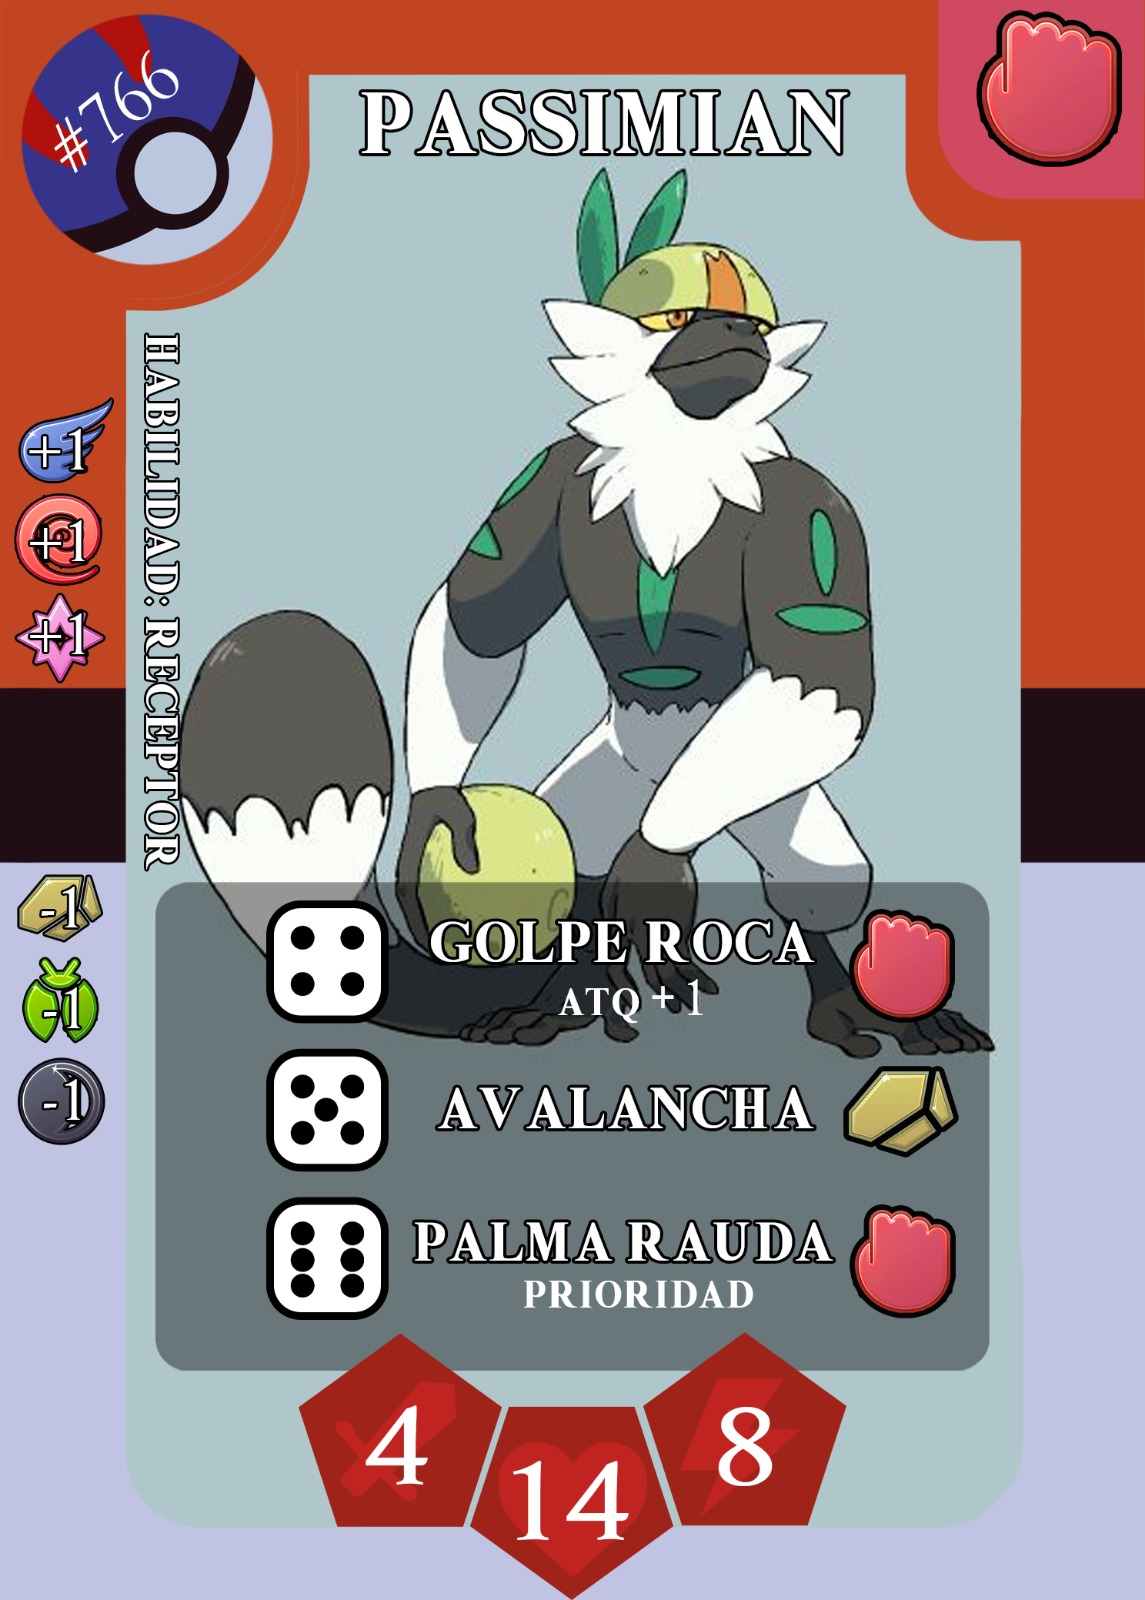 #766
PASSIMIAN
HABILIDAD: RECEPTOR
+1
+1
+1
-1
-1
-1
GOLPE ROCA
ATQ + 1
AVALANCHA
PALMA RAUDA
PRIORIDAD
4
14
8